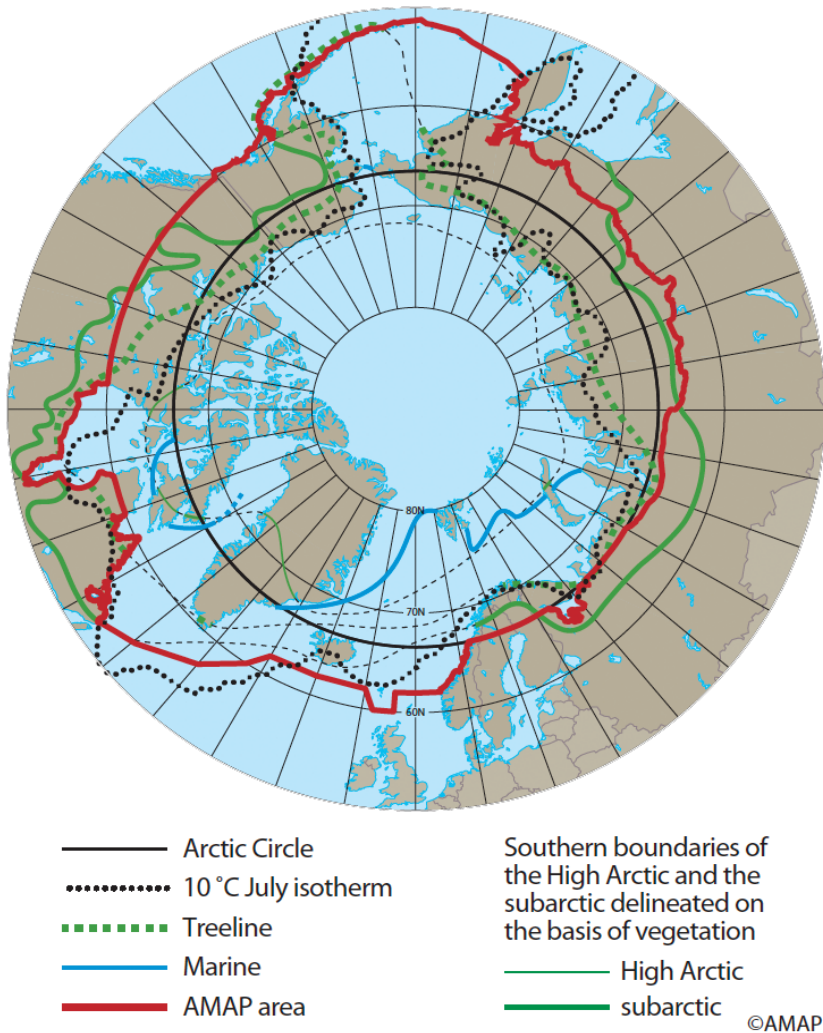 80N
70N
60N
Arctic Circle
10 °C July isotherm
Treeline
Marine
AMAP area
Southern boundaries of
the High Arctic and the
subarctic delineated on
the basis of vegetation
High Arctic
subarctic
©AMAP